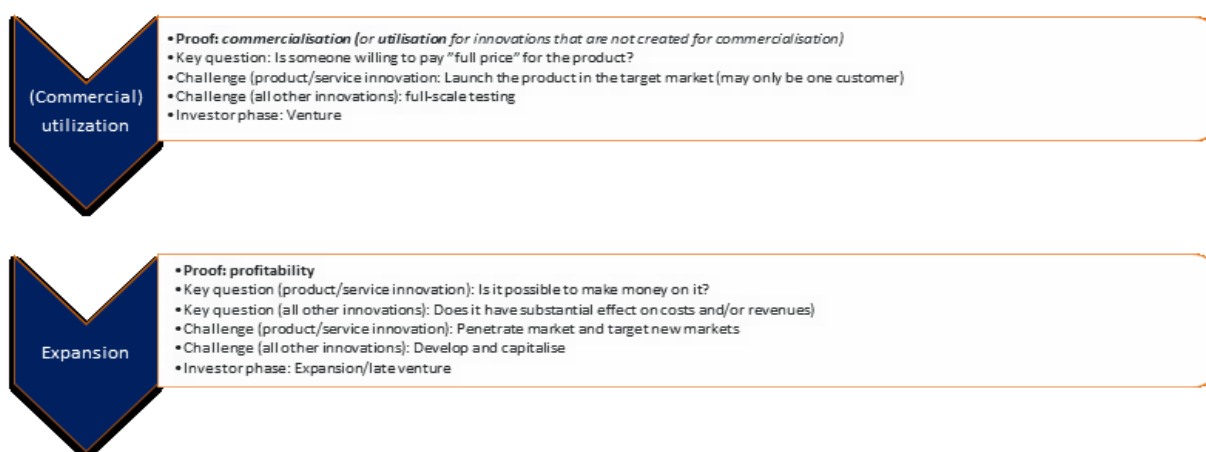 (Commercial)
utilization
• Proof: commercialisation (or utilisation for innovations that are not created for commercialisation)
• Key question: Is someone willing to pay ”full price” for the product?
• Challenge (product/service innovation: Launch the product in the target market (may only be one customer)
• Challenge (all other innovations): full-scale testing
• Investor phase: Venture
Expansion
• Proof: profitability
• Key question (product/service innovation): Is it possible to make money on it?
• Key question (all other innovations): Does it have substantial effect on costs and/or revenues)
• Challenge (product/service innovation): Penetrate market and target new markets
• Challenge (all other innovations): Develop and capitalise
• Investor phase: Expansion/late venture